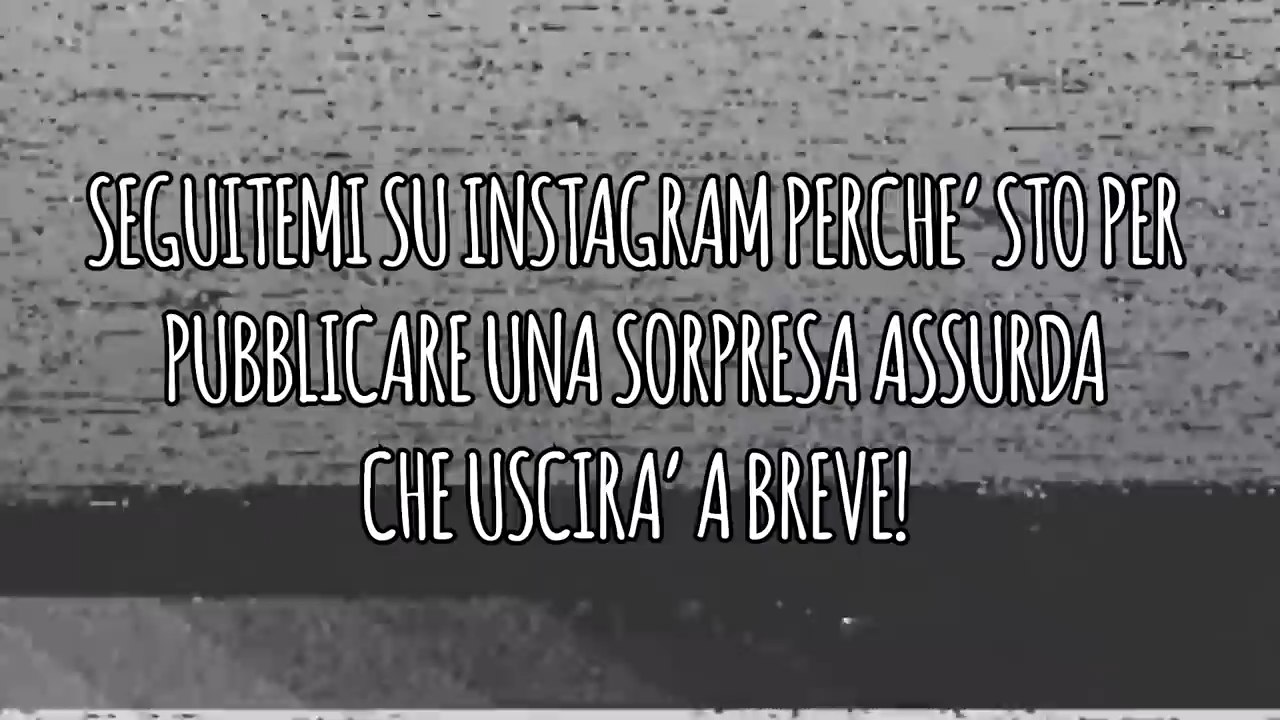 SEGUITEMI SU INSTAGRAM PERCHE' STO PER
PUBBLICARE UNA SORPRESA ASSURDA
CHE USCIRA' A BREVE!